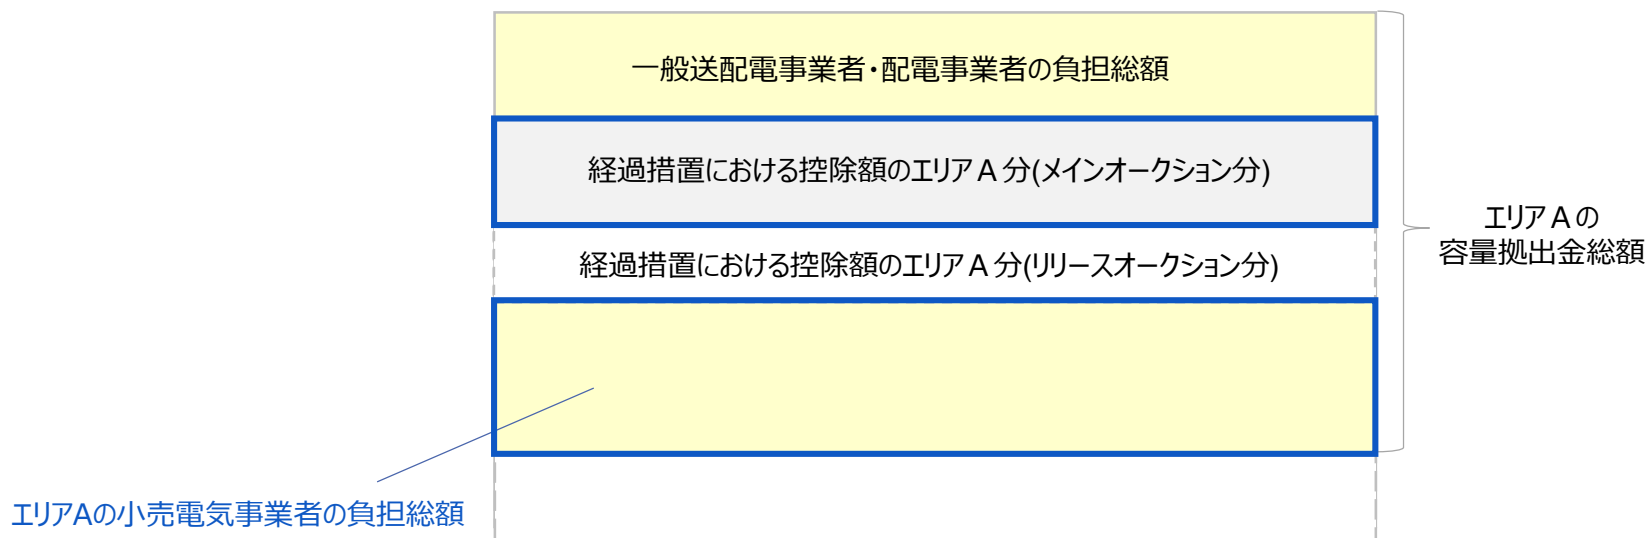 一般送配電事業者・配電事業者の負担総額
経過措置における控除額のエリアA分(メインオークション分)
経過措置における控除額のエリアA分(リリースオークション分)
エリアAの
容量拠出金総額
エリアAの小売電気事業者の負担総額